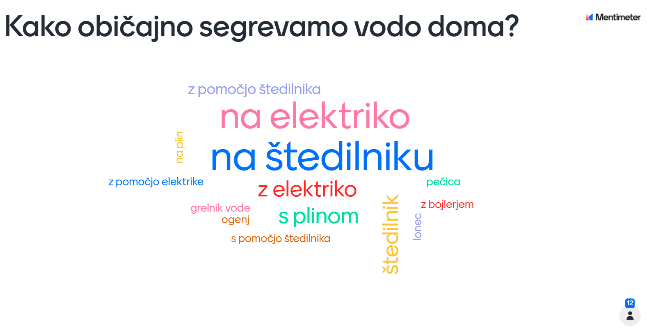 Kako običajno segrevamo vodo doma?
Mentimeter
z pomočjo štedilnika
na elektriko
na plin
na štedilniku
z pomočjo elektrike
z elektriko
pečica
grelnik vode
ogenj
s plinom
štedilnik
lonec
z bojlerjem
s pomočjo štedilnika
12